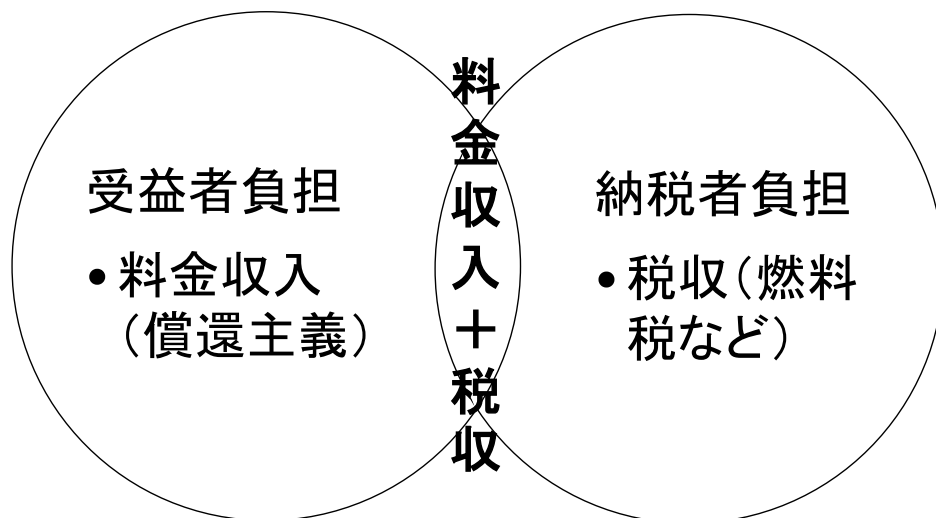 受益者負担
•料金収入
(償還主義)
料金収入+税収
納税者負担
•税収(燃料
税など)